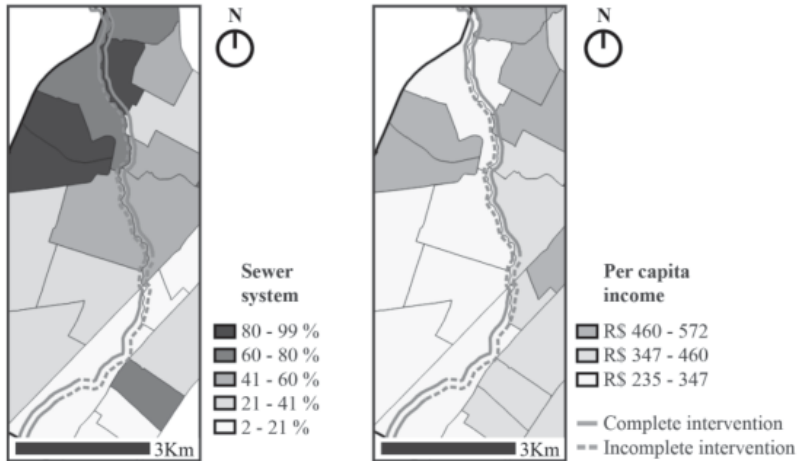 N
Sewer
system
80 - 99 %
60 - 80 %
41 - 60 %
21 - 41 %
2 - 21 %
3Km
N
Per capita
income
R$ 460 - 572
R$ 347 - 460
R$ 235 - 347
Complete intervention
Incomplete intervention
3Km